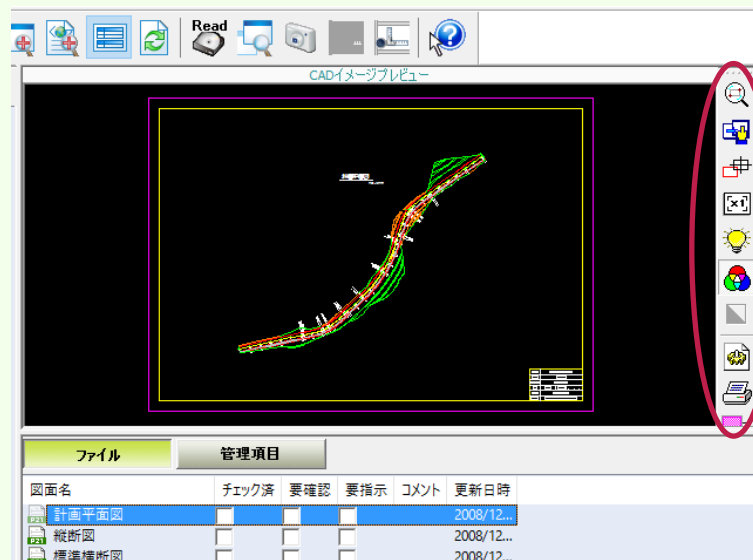 Read
CADイメージプレビュー
[×1]
ファイル 管理項目
図面名 チェック済 要確認 要指示 コメント 更新日時
P21 計画平面図 2008/12...
P21 縦断図 2008/12...
標準横断図 2008/12...